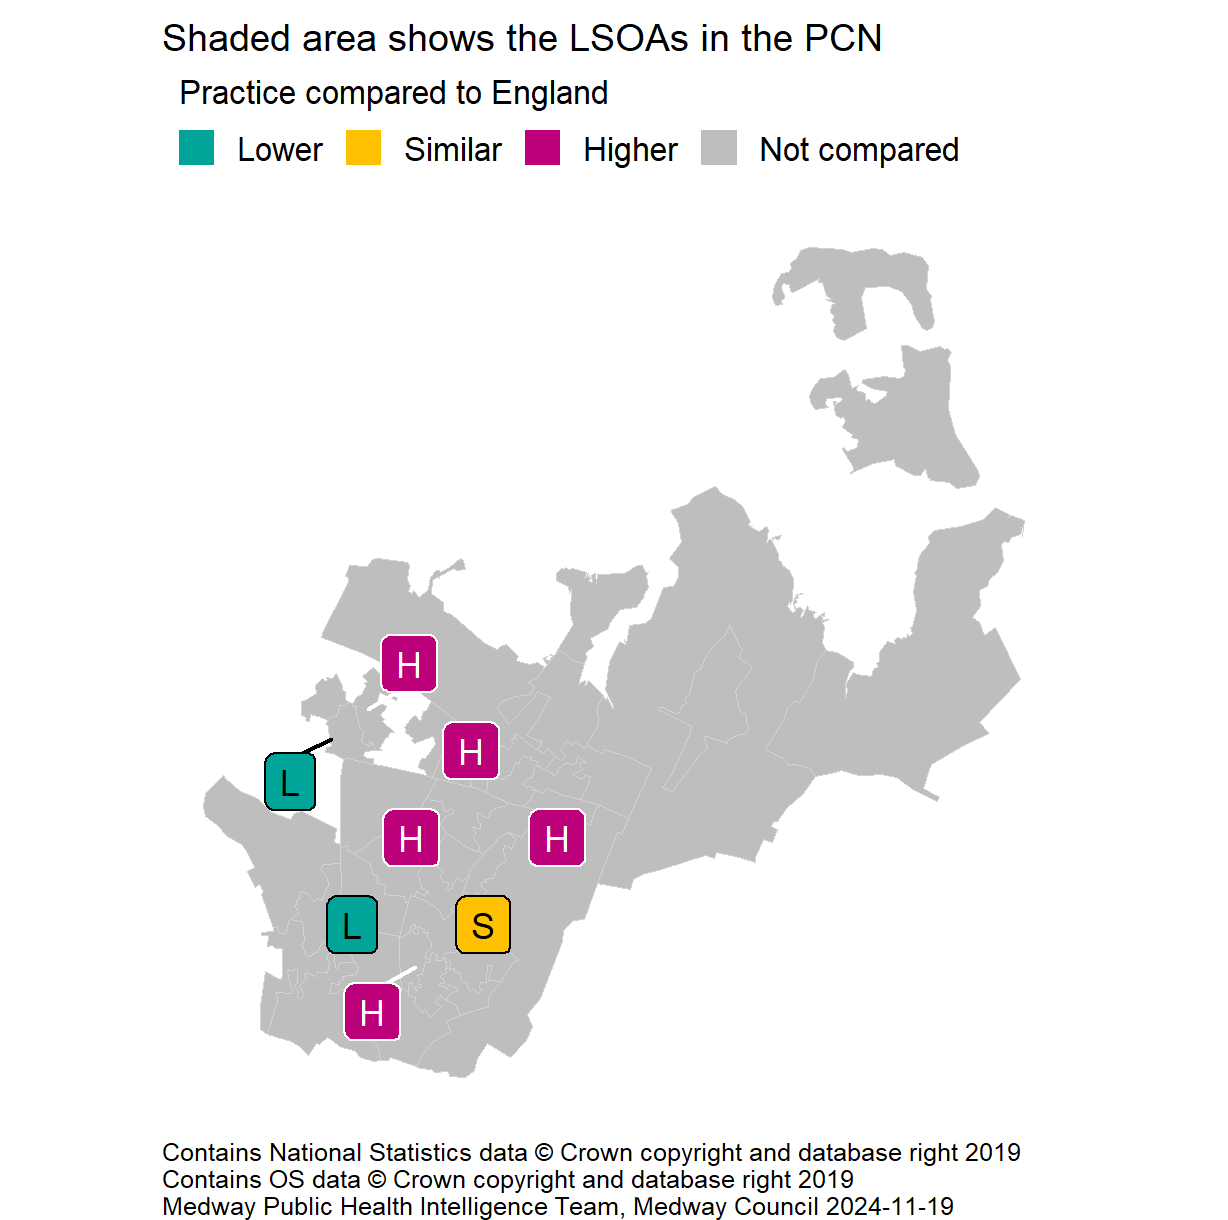 Shaded area shows the LSOAs in the PCN
Practice compared to England
Lower Similar Higher Not compared
H
H
L
H H
L S
H
Contains National Statistics data © Crown copyright and database right 2019
Contains OS data © Crown copyright and database right 2019
Medway Public Health Intelligence Team, Medway Council 2024-11-19